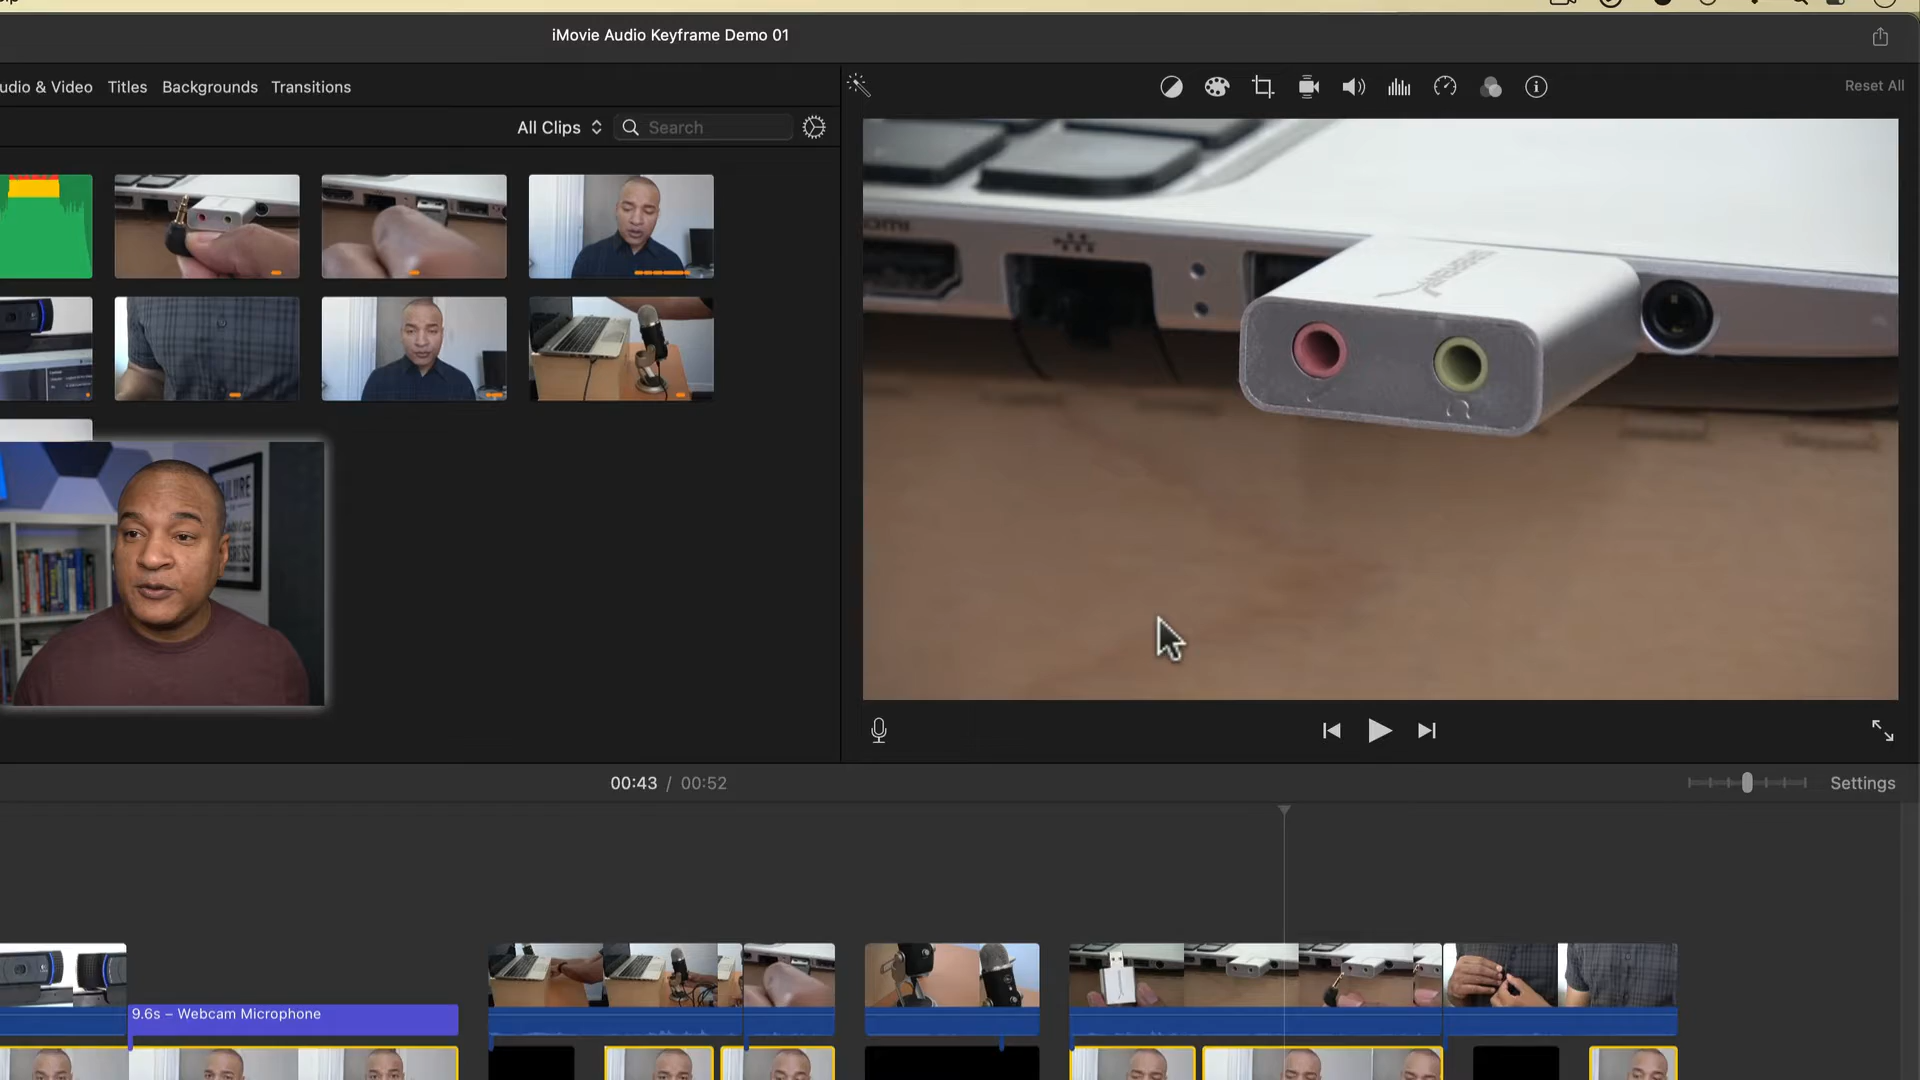 iMovie Audio Keyframe Demo 01
udio & Video Titles Backgrounds Transitions
Reset All
All Clips
Search
SABRENT
00:43 / 00:52
Settings
9.6s – Webcam Microphone